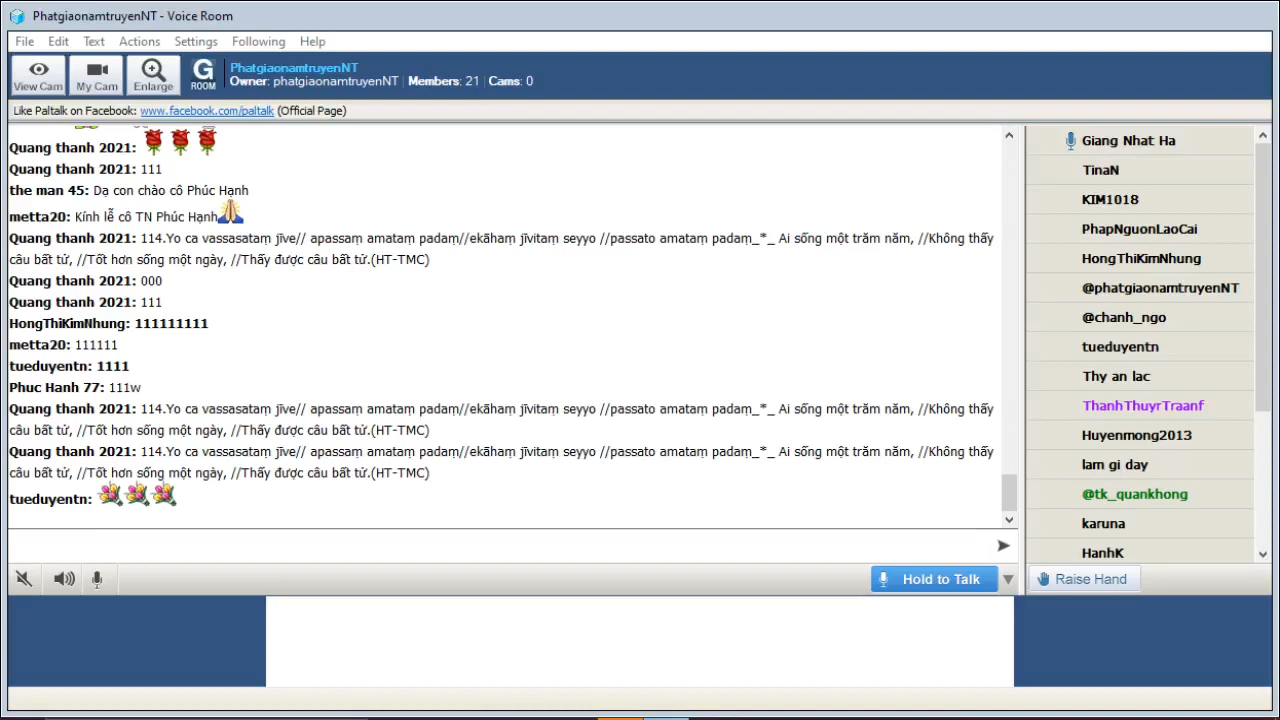 PhatgiaonamtruyenNT - Voice Room
File Edit Text Actions Settings Following Help
View Cam My Cam Enlarge G ROOM
PhatgiaonamtruyenNT
Owner: phatgiaonamtruyenNT Members: 21 Cams: 0
Like Paltalk on Facebook: www.facebook.com/paltalk (Official Page)
Quang thanh 2021:
Quang thanh 2021: 111
the man 45: Dạ con chào cô Phúc Hạnh
metta20: Kính lễ cô TN Phúc Hạnh
Quang thanh 2021: 114.Yo ca vassasataṃ jīve// apassaṃ amataṃ padaṃ//ekāhaṃ jīvitaṃ seyyo //passato amataṃ padaṃ_*_ Ai sống một trăm năm, //Không thấy
câu bất tử, //Tốt hơn sống một ngày, //Thấy được câu bất tử.(HT-TMC)
Quang thanh 2021: 000
Quang thanh 2021: 111
HongThiKimNhung: 111111111
metta20: 111111
tueduyentn: 1111
Phuc Hanh 77: 111w
Quang thanh 2021: 114.Yo ca vassasataṃ jīve// apassaṃ amataṃ padaṃ//ekāhaṃ jīvitaṃ seyyo //passato amataṃ padaṃ_*_ Ai sống một trăm năm, //Không thấy
câu bất tử, //Tốt hơn sống một ngày, //Thấy được câu bất tử.(HT-TMC)
Quang thanh 2021: 114.Yo ca vassasataṃ jīve// apassaṃ amataṃ padaṃ//ekāhaṃ jīvitaṃ seyyo //passato amataṃ padaṃ_*_ Ai sống một trăm năm, //Không thấy
câu bất tử, //Tốt hơn sống một ngày, //Thấy được câu bất tử.(HT-TMC)
tueduyentn:
Hold to Talk
Giang Nhat Ha
TinaN
KIM1018
PhapNguonLaoCai
HongThiKimNhung
@phatgiaonamtruyenNT
@chanh_ngo
tueduyentn
Thy an lac
ThanhThuyrTraanf
Huyenmong2013
lam gi day
@tk_quankhong
karuna
HanhK
Raise Hand